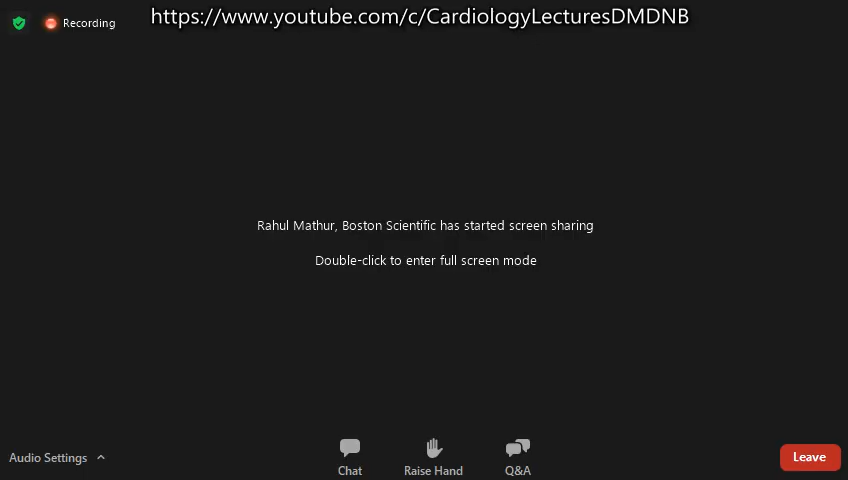 https://www.youtube.com/c/CardiologyLecturesDMDNB
Recording
Rahul Mathur, Boston Scientific has started screen sharing
Double-click to enter full screen mode
Audio Settings
Chat
Raise Hand
Q&A
Leave